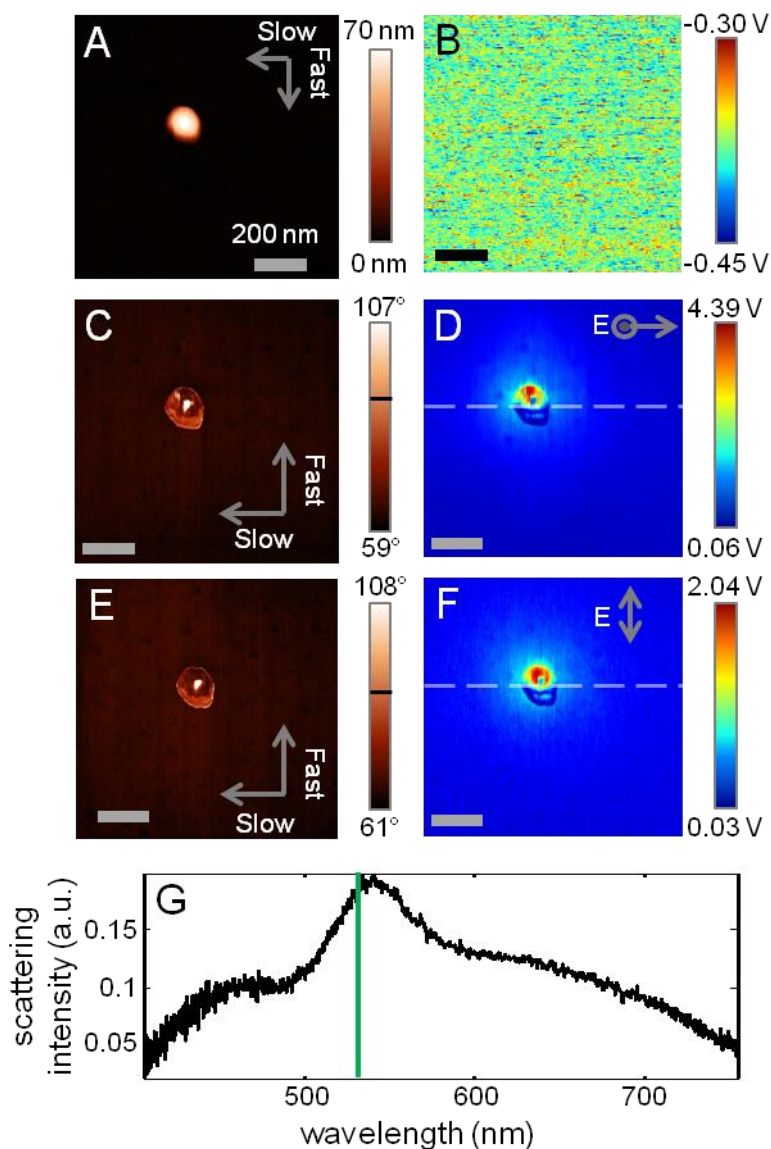 A
Slow
Fast
200 nm
70 nm
0 nm
B
-0.30 V
-0.45 V
C
Fast
Slow
107°
59°
D
E
4.39 V
0.06 V
E
Fast
Slow
108°
61°
F
E
2.04 V
0.03 V
G
scattering
intensity (a.u.)
0.15
0.1
0.05
500
600
700
wavelength (nm)